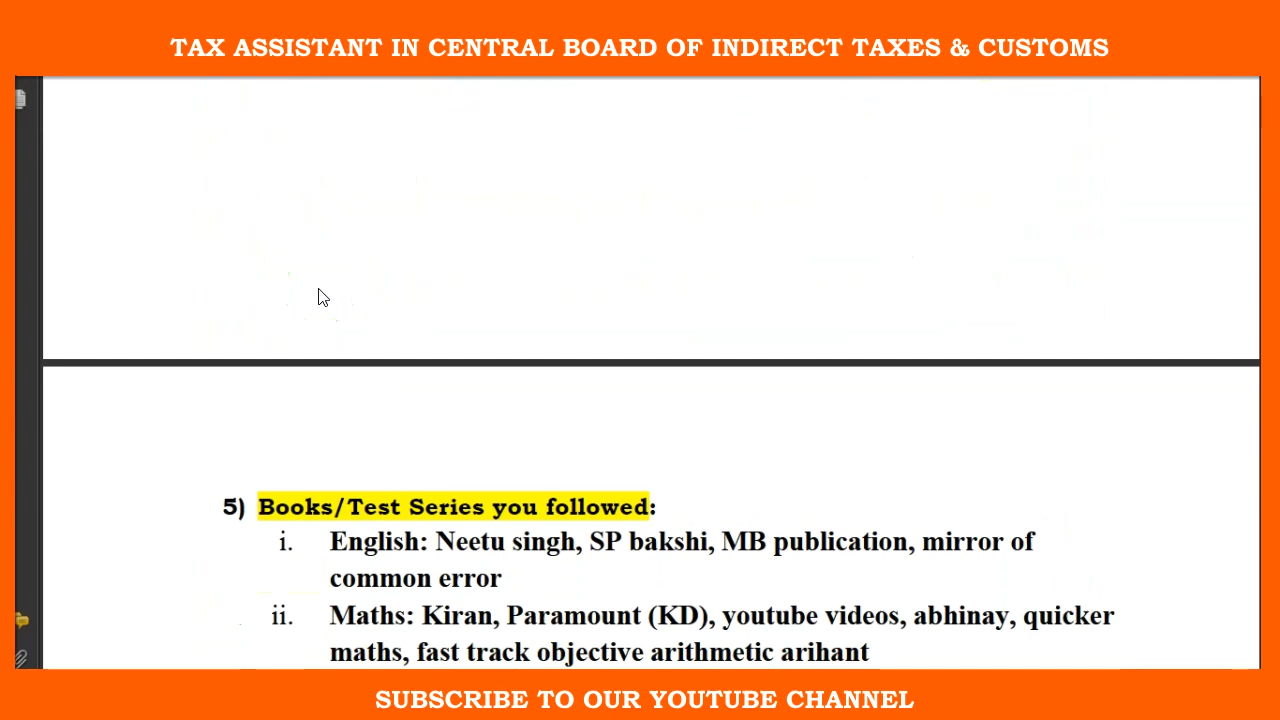 TAX ASSISTANT IN CENTRAL BOARD OF INDIRECT TAXES & CUSTOMS
5) Books/Test Series you followed:
i. English: Neetu singh, SP bakshi, MB publication, mirror of
common error
ii. Maths: Kiran, Paramount (KD), youtube videos, abhinay, quicker
maths, fast track objective arithmetic arihant
SUBSCRIBE TO OUR YOUTUBE CHANNEL